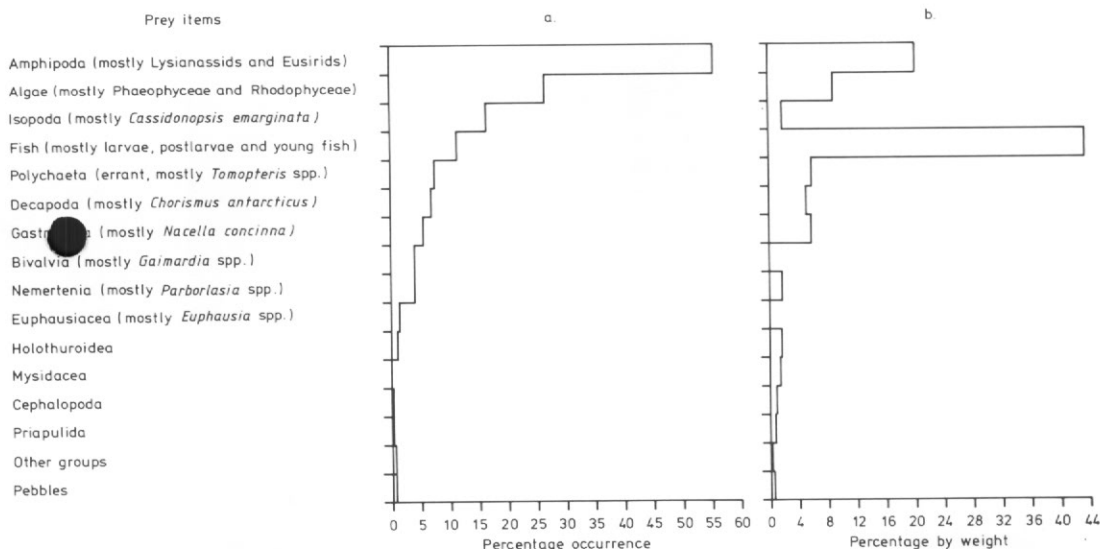 Prey items
a.
b.
Amphipoda (mostly Lysianassids and Eusirids)
Algae (mostly Phaeophyceae and Rhodophyceae)
Isopoda (mostly Cassidonopsis emarginata)
Fish (mostly larvae, postlarvae and young fish)
Polychaeta (errant, mostly Tomopteris spp.)
Decapoda (mostly Chorismus antarcticus)
(mostly Nacella concinna)
Bivalvia (mostly Gaimardia spp.)
Nemertenia (mostly Parborlasia spp.)
Euphausiacea (mostly Euphausia spp.)
Holothuroidea
Mysidacea
Cephalopoda
Priapulida
Other groups
Pebbles
0 5 10 15 20 25 30 35 40 45 50 55 60
Percentage occurrence
0 4 8 12 16 20 24 28 32 36 40 44
Percentage by weight